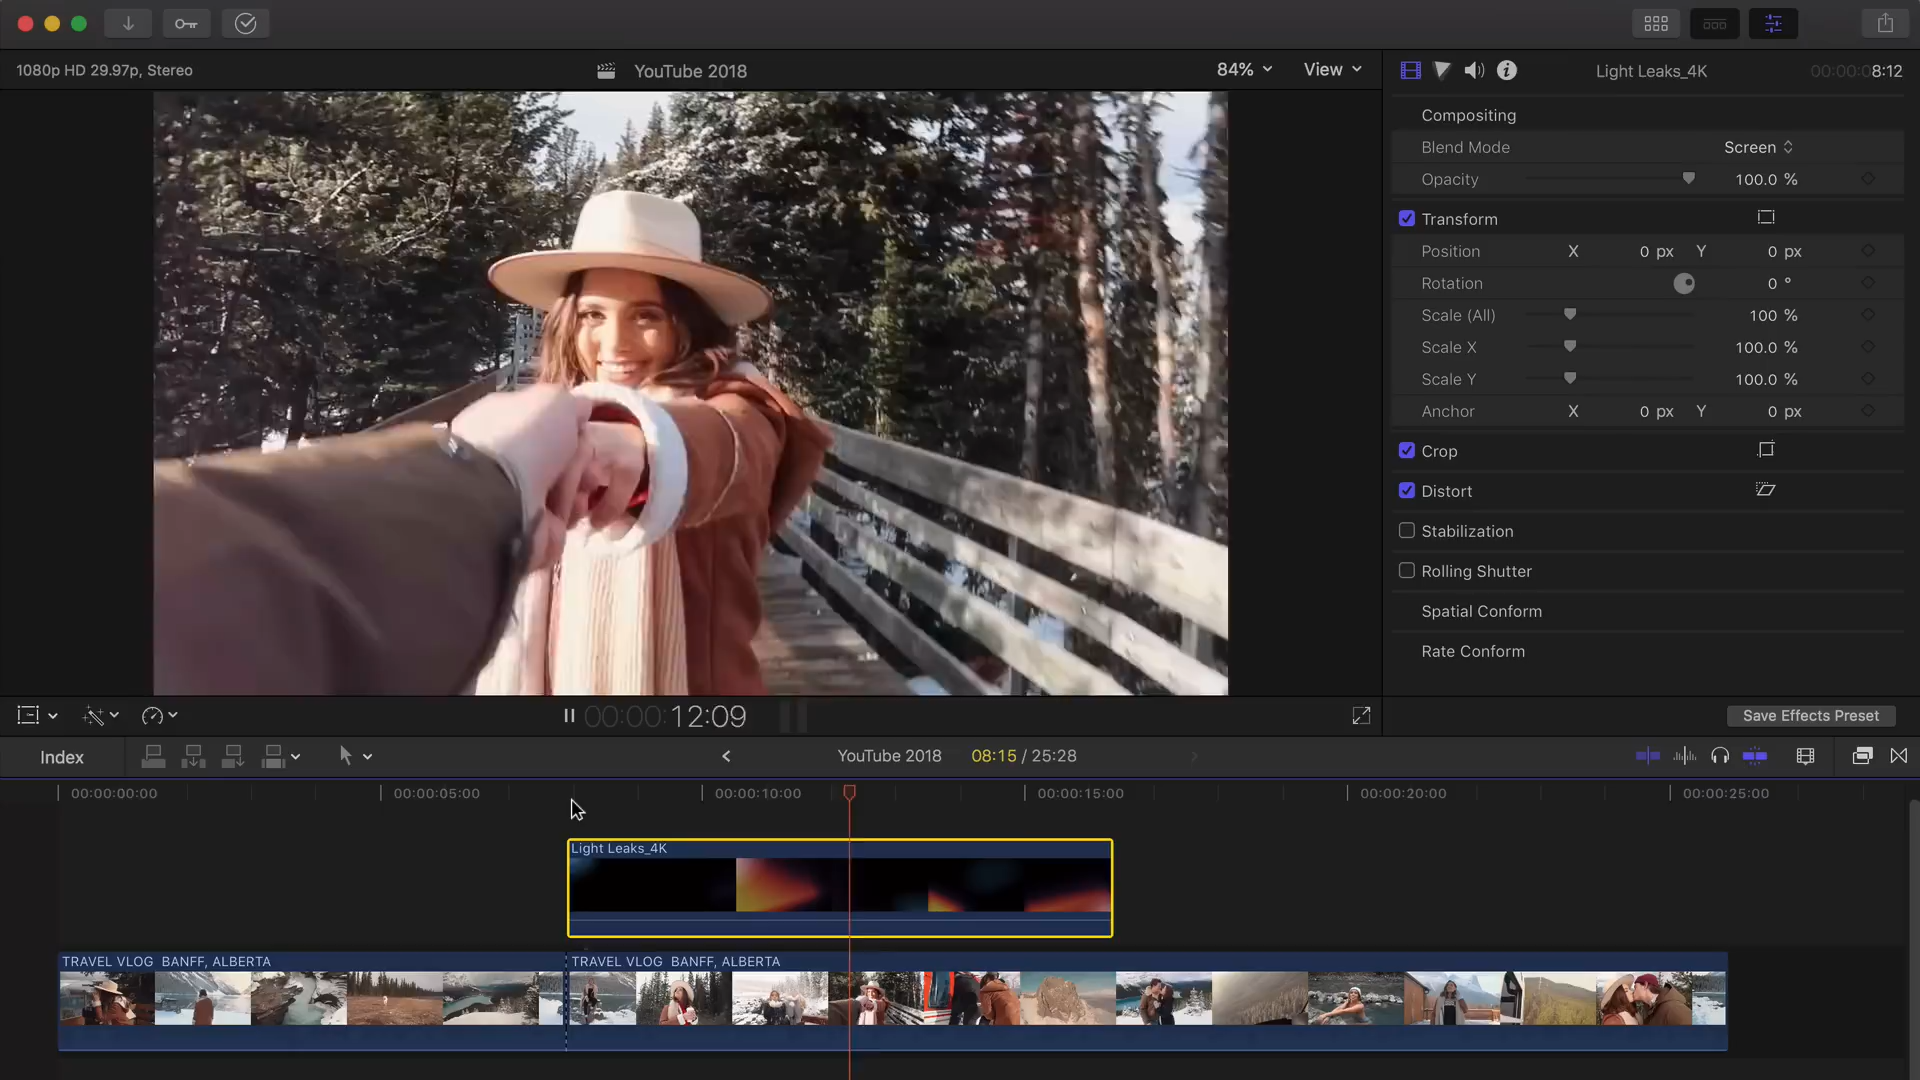 1080p HD 29.97p, Stereo
YouTube 2018
84%
View
Light Leaks_4K
00:00:08:12
Compositing
Blend Mode
Screen
Opacity
100.0 %
Transform
Position X 0 px Y 0 px
Rotation 0 °
Scale (All) 100 %
Scale X 100.0 %
Scale Y 100.0 %
Anchor X 0 px Y 0 px
Crop
Distort
Stabilization
Rolling Shutter
Spatial Conform
Rate Conform
00:00:12:09
Save Effects Preset
Index
YouTube 2018
08:15 / 25:28
00:00:00:00
00:00:05:00
00:00:10:00
00:00:15:00
00:00:20:00
00:00:25:00
Light Leaks_4K
TRAVEL VLOG BANFF, ALBERTA
TRAVEL VLOG BANFF, ALBERTA